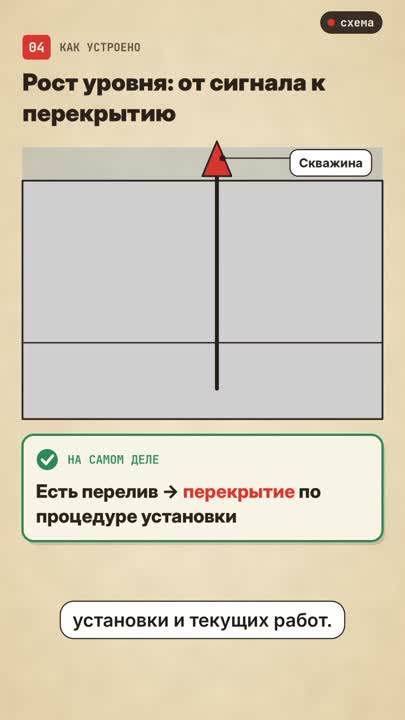 схема
04 КАК УСТРОЕНО
Рост уровня: от сигнала к
перекрытию
Скважина
НА САМОМ ДЕЛЕ
Есть перелив → перекрытие по
процедуре установки
установки и текущих работ.